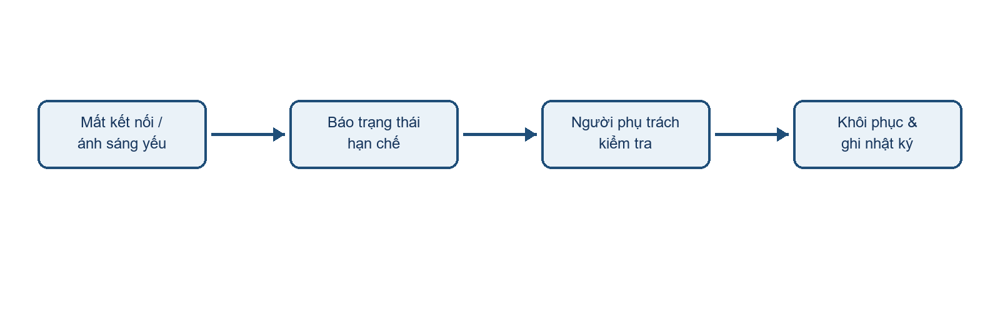 Mất kết nối /
ánh sáng yếu
Báo trạng thái
hạn chế
Người phụ trách
kiểm tra
Khôi phục &
ghi nhật ký